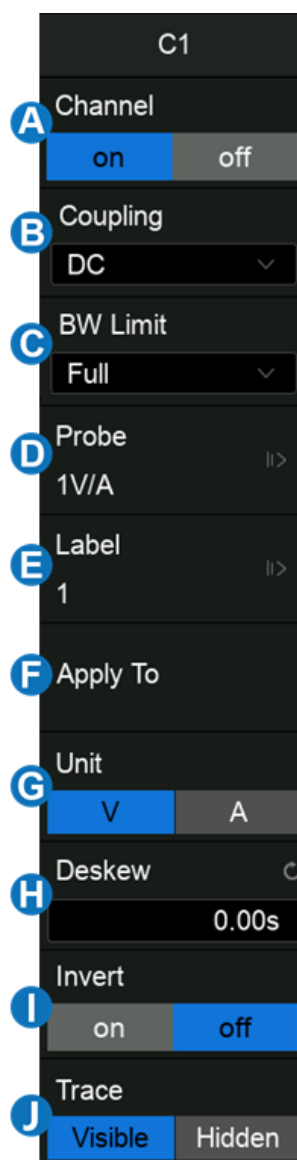 C1
A Channel
on off
B Coupling
DC
C BW Limit
Full
D Probe
1V/A
E Label
1
F Apply To
G Unit
V A
H Deskew
0.00s
I Invert
on off
J Trace
Visible Hidden